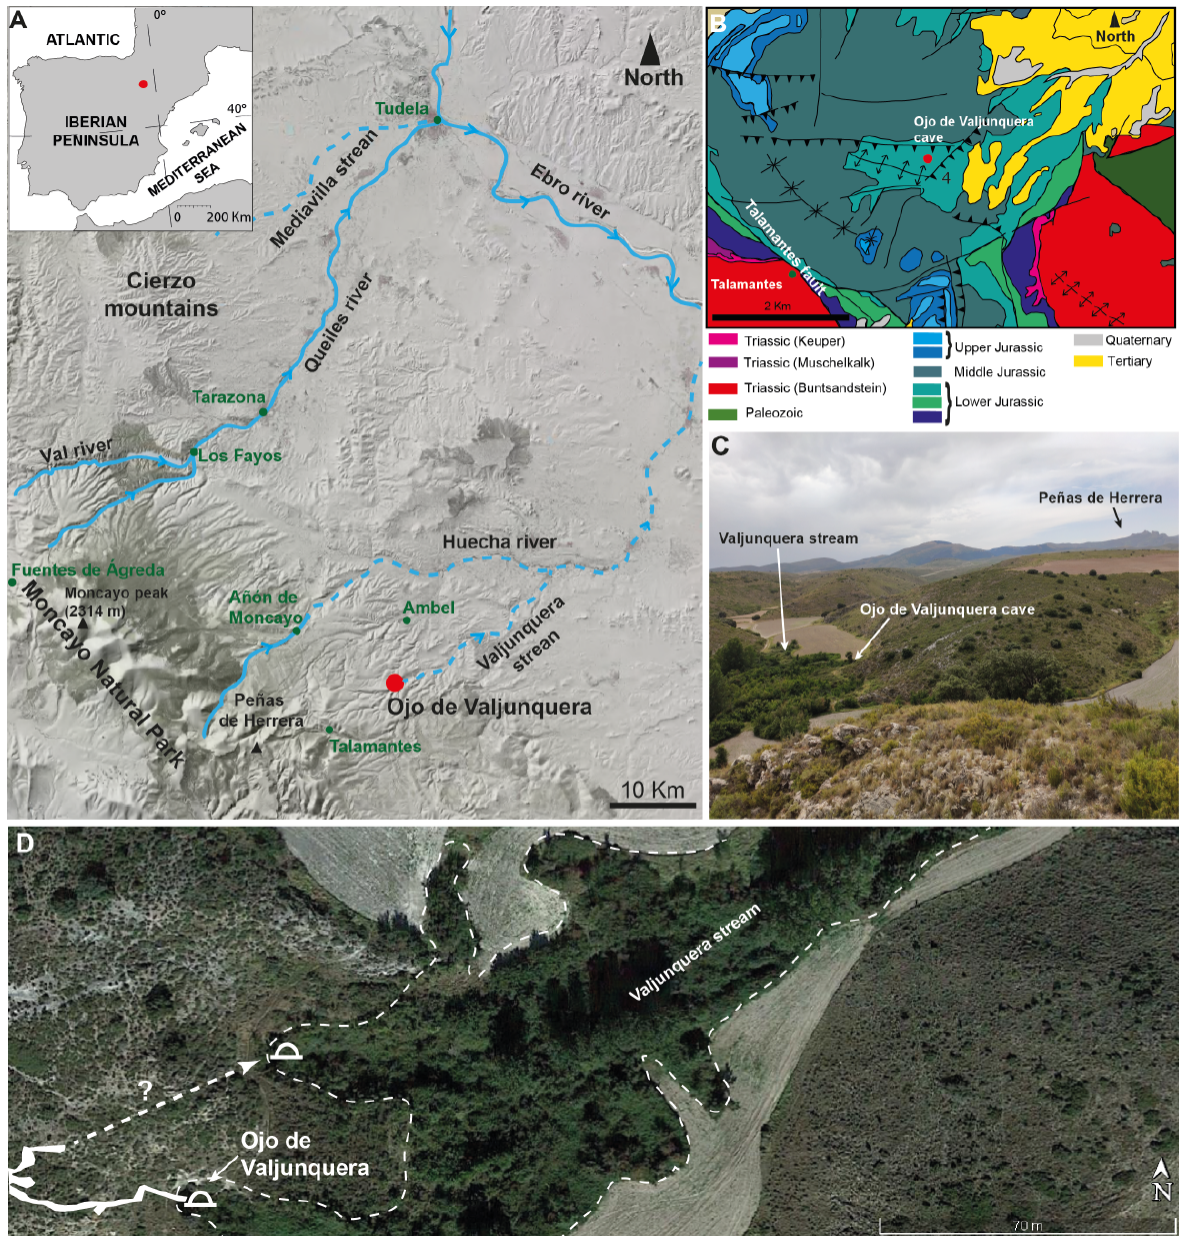 A
0º
ATLANTIC
IBERIAN
PENINSULA
40º
MEDITERRANEAN
SEA
0
200 Km
North
Tudela
Mediavilla strean
Ebro river
Cierzo
mountains
Queiles river
Tarazona
Val river
Los Fayos
Huecha river
Fuentes de Ágreda
Moncayo peak
(2314 m)
Moncayo Natural Park
Añón de
Moncayo
Ambel
Valjunquera
strean
Peñas
de Herrera
Ojo de Valjunquera
Talamantes
10 Km
B
North
Ojo de Valjunquera
cave
4
Talamantes fault
Talamantes
2 Km
Triassic (Keuper)
Triassic (Muschelkalk)
Triassic (Buntsandstein)
Paleozoic
Upper Jurassic
Middle Jurassic
Lower Jurassic
Quaternary
Tertiary
C
Peñas de Herrera
Valjunquera stream
Ojo de Valjunquera cave
D
Valjunquera stream
?
Ojo de
Valjunquera
N
70 m